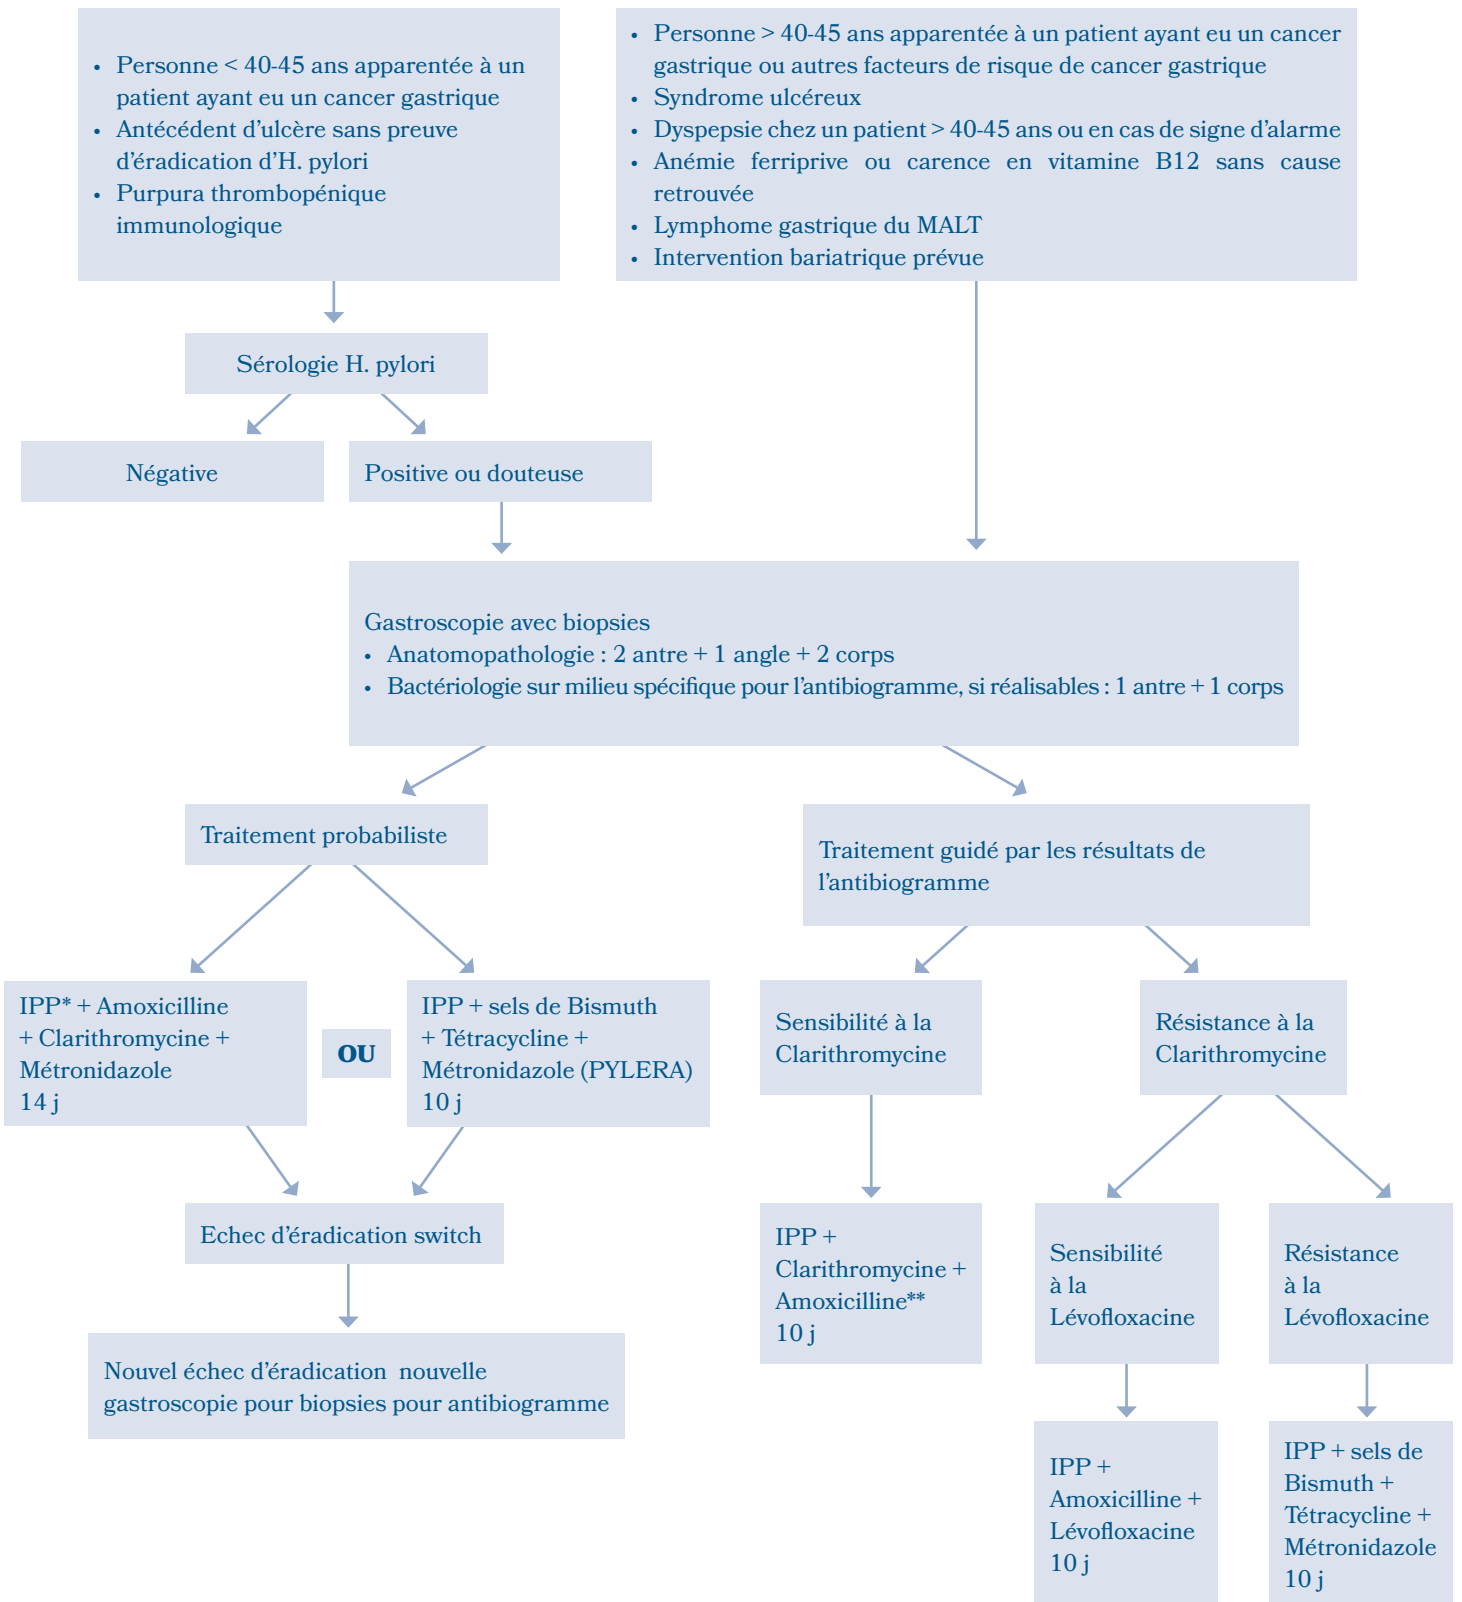 • Personne < 40-45 ans apparentée à un
patient ayant eu un cancer gastrique
• Antécédent d'ulcère sans preuve
d'éradication d'H. pylori
• Purpura thrombopénique
immunologique
• Personne > 40-45 ans apparentée à un patient ayant eu un cancer
gastrique ou autres facteurs de risque de cancer gastrique
• Syndrome ulcéreux
• Dyspepsie chez un patient > 40-45 ans ou en cas de signe d'alarme
• Anémie ferriprive ou carence en vitamine B12 sans cause
retrouvée
• Lymphome gastrique du MALT
• Intervention bariatrique prévue
Sérologie H. pylori
Négative
Positive ou douteuse
Gastroscopie avec biopsies
• Anatomopathologie : 2 antre + 1 angle + 2 corps
• Bactériologie sur milieu spécifique pour l'antibiogramme, si réalisables : 1 antre + 1 corps
Traitement probabiliste
Traitement guidé par les résultats de
l'antibiogramme
IPP* + Amoxicilline
+ Clarithromycine +
Métronidazole
14 j
OU
IPP + sels de Bismuth
+ Tétracycline +
Métronidazole (PYLERA)
10 j
Sensibilité à la
Clarithromycine
Résistance à la
Clarithromycine
Echec d'éradication switch
Nouvel échec d'éradication  nouvelle
gastroscopie pour biopsies pour antibiogramme
IPP +
Clarithromycine +
Amoxicilline**
10 j
Sensibilité
à la
Lévofloxacine
Résistance
à la
Lévofloxacine
IPP +
Amoxicilline +
Lévofloxacine
10 j
IPP + sels de
Bismuth +
Tétracycline +
Métronidazole
10 j